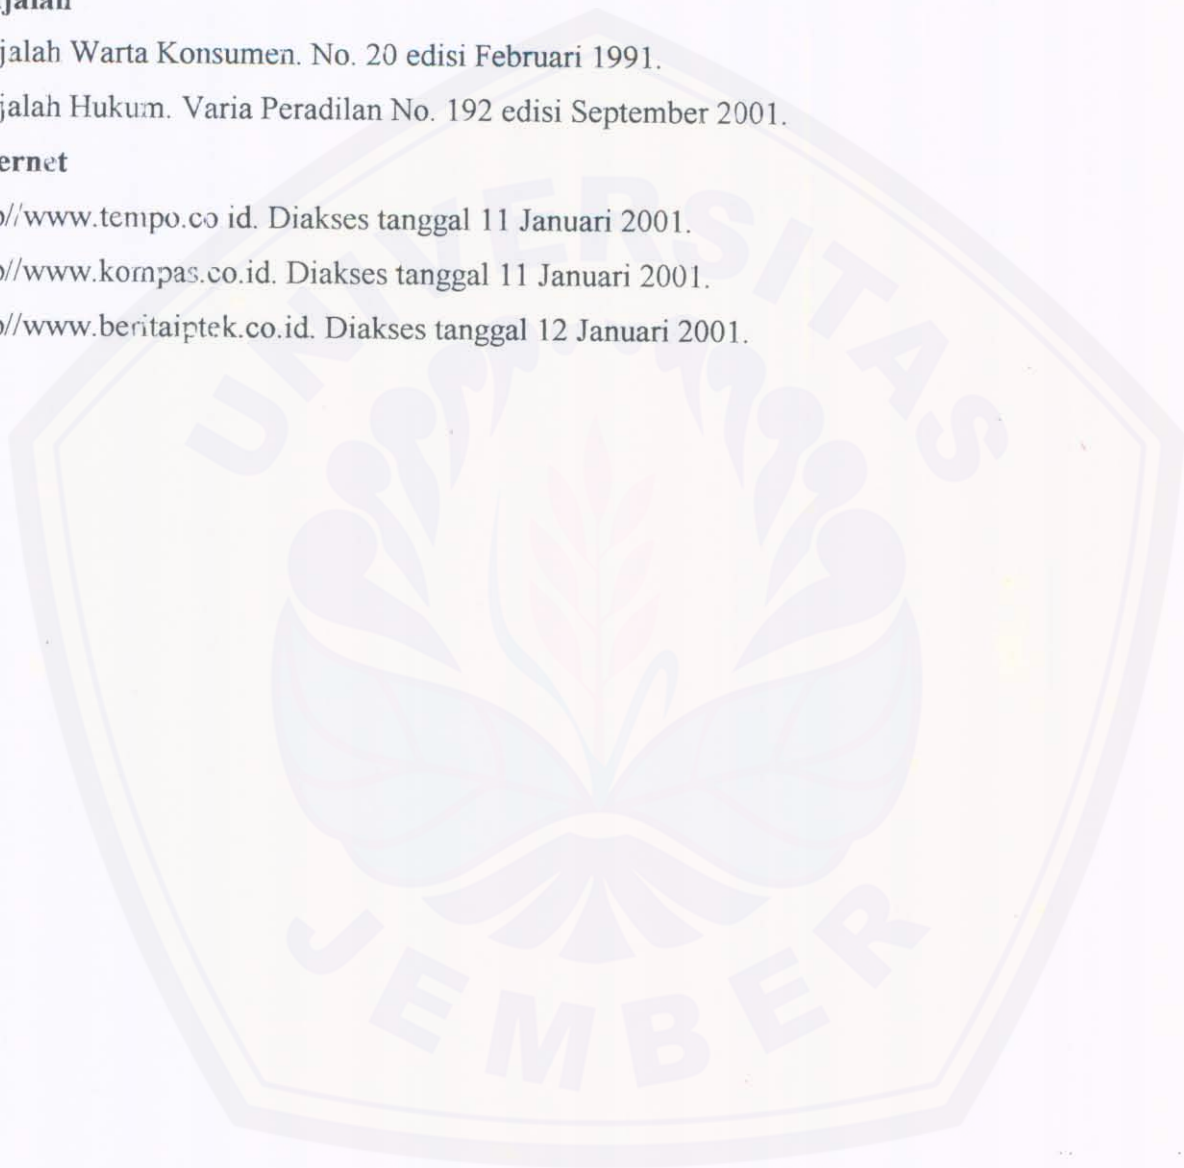 jalah
jalah Warta Konsumen. No. 20 edisi Februari 1991.
jalah Hukum. Varia Peradilan No. 192 edisi September 2001.
ernet
//www.tempo.co id. Diakses tanggal 11 Januari 2001.
//www.kompas.co.id. Diakses tanggal 11 Januari 2001.
//www.beritaiptek.co.id. Diakses tanggal 12 Januari 2001.
UNIVERSITAS
JEMBER